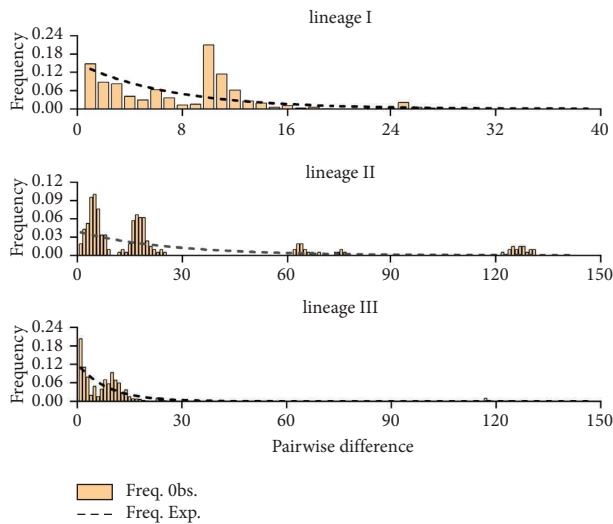 lineage I
Frequency
0.24
0.18
0.12
0.06
0.00
0 8 16 24 32 40
lineage II
Frequency
0.12
0.09
0.06
0.03
0.00
0 30 60 90 120 150
lineage III
Frequency
0.24
0.18
0.12
0.06
0.00
0 30 60 90 120 150
Pairwise difference
Freq. 0bs.
Freq. Exp.